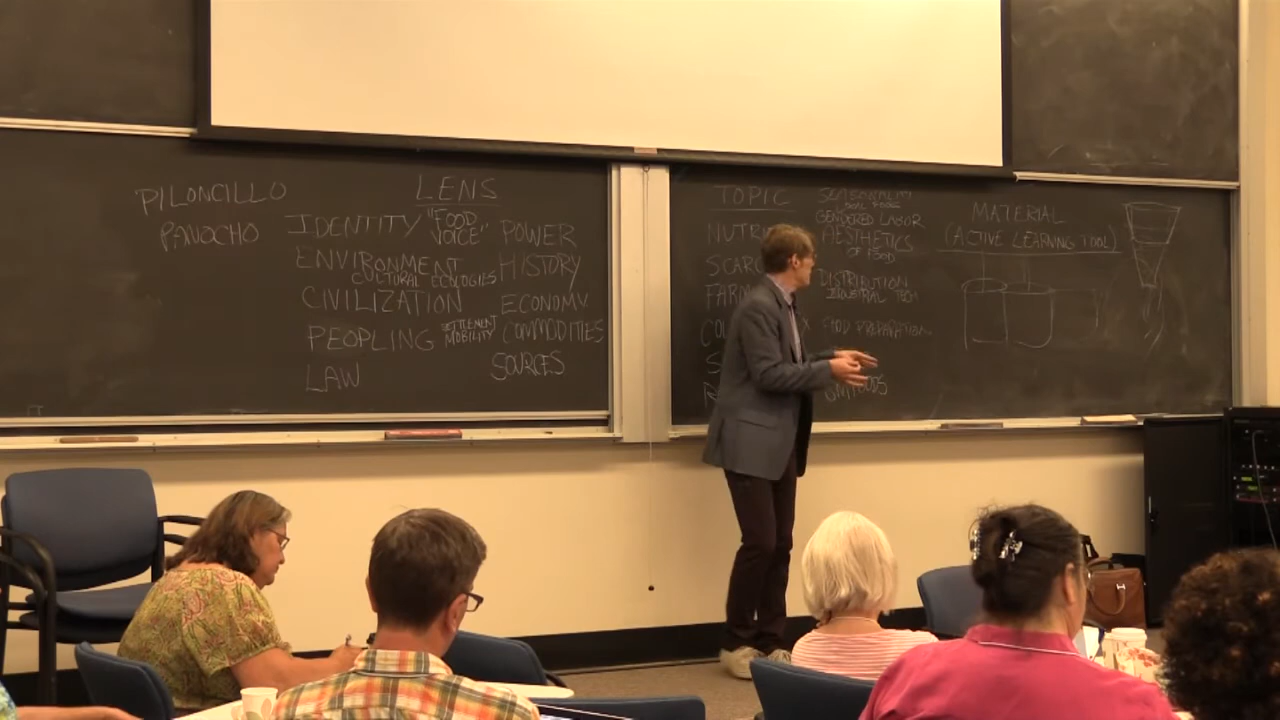 PILONCILLO
PANOCHO
LENS
IDENTITY "FOOD VOICE" POWER
ENVIRONMENT HISTORY
CULTURAL ECOLOGIES
CIVILIZATION ECONOMY
PEOPLING SETTLEMENT MOBILITY COMMODITIES
LAW SOURCES
TOPIC
SEASONALITY
GENDERED LABOR
AESTHETICS
OF FOOD
DISTRIBUTION
INDUSTRIAL TECH
FOOD PREPARATION
MATERIAL
(ACTIVE LEARNING TOOL)